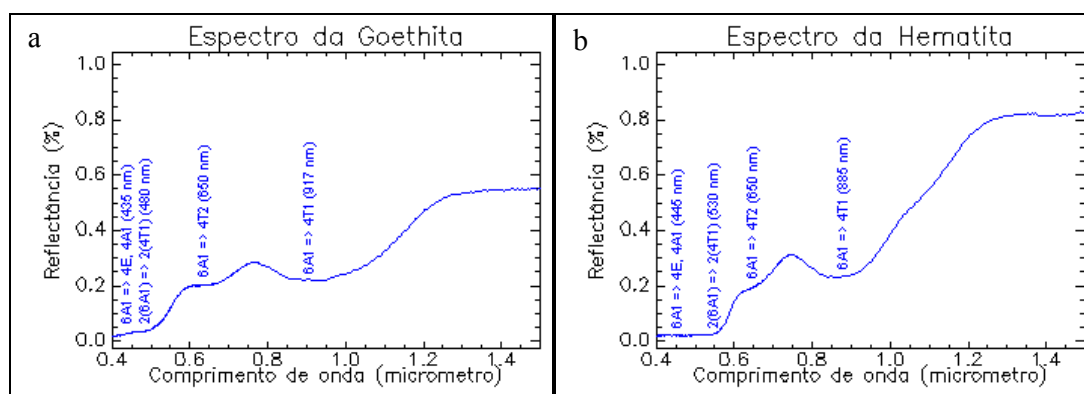 a
Espectro da Goethita
1.0
0.8
0.6
0.4
0.2
0.0
Reflectância (%)
6A1 => 4E, 4A1 (435 nm)
2(6A1) => 2(4T1) (480 nm)
6A1 => 4T2 (650 nm)
6A1 => 4T1 (917 nm)
0.4 0.6 0.8 1.0 1.2 1.4
Comprimento de onda (micrometro)
b
Espectro da Hematita
1.0
0.8
0.6
0.4
0.2
0.0
Reflectância (%)
6A1 => 4E, 4A1 (445 nm)
2(6A1) => 2(4T1) (530 nm)
6A1 => 4T2 (650 nm)
6A1 => 4T1 (885 nm)
0.4 0.6 0.8 1.0 1.2 1.4
Comprimento de onda (micrometro)